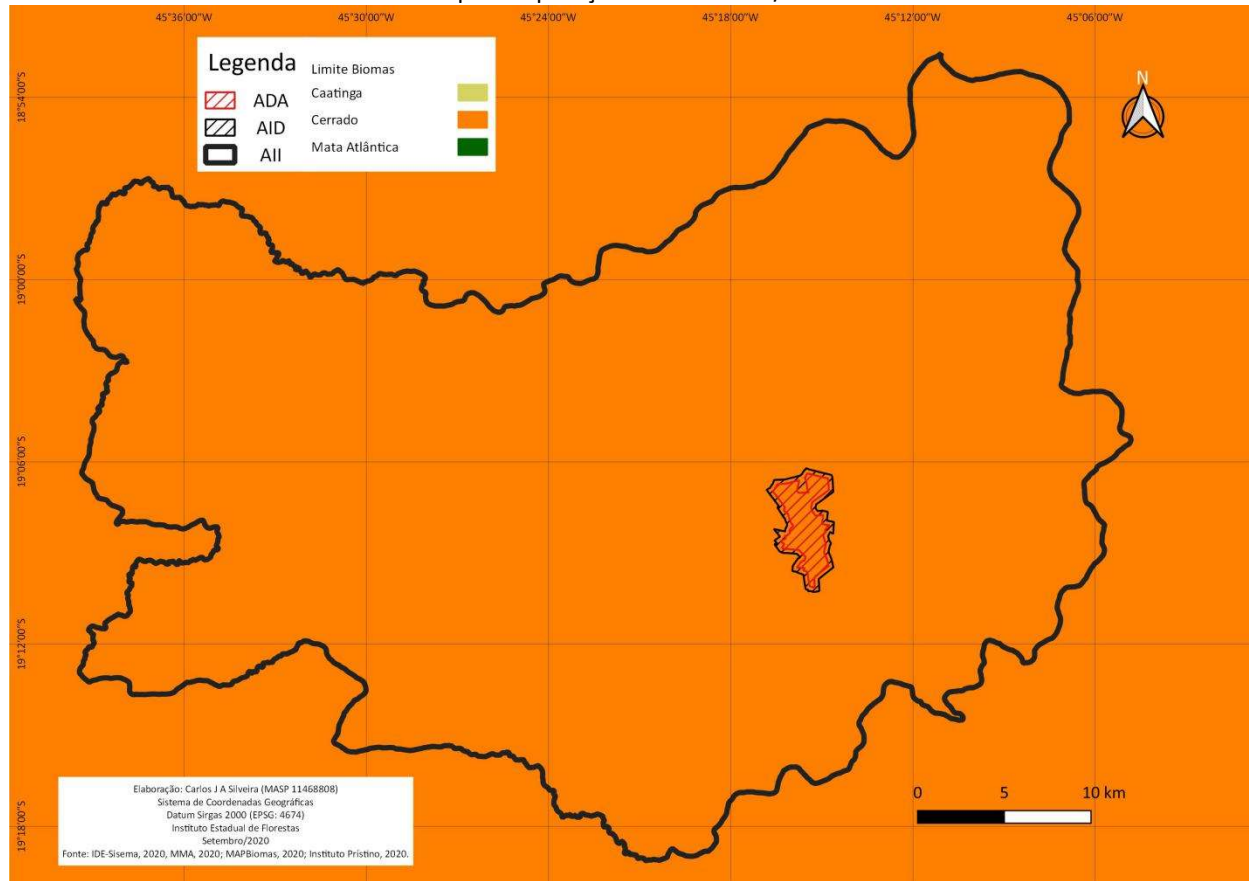 45°36'00"W 45°30'00"W 45°24'00"W 45°18'00"W 45°12'00"W 45°06'00"W
Legenda
ADA
AID
AII
Limite Biomas
Caatinga
Cerrado
Mata Atlântica
N
18°54'00"S
19°00'00"S
19°06'00"S
19°12'00"S
19°18'00"S
0 5 10 km
Elaboração: Carlos J A Silveira (MASP 11468808)
Sistema de Coordenadas Geográficas
Datum Sirgas 2000 (EPSG: 4674)
Instituto Estadual de Florestas
Setembro/2020
Fonte: IDE-Sisema, 2020, MMA, 2020; MAPBiomas, 2020; Instituto Prístino, 2020.